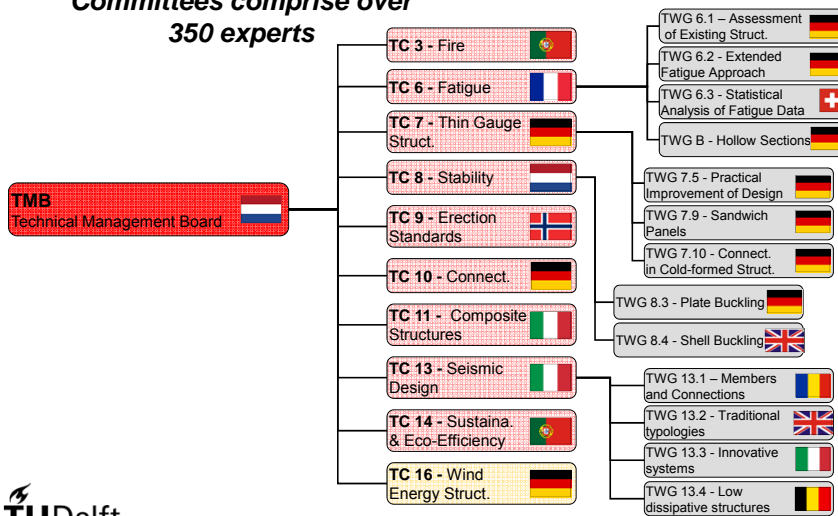 Committees comprise over
350 experts
TMB
Technical Management Board
TC 3 - Fire
TC 6 - Fatigue
TC 7 - Thin Gauge
Struct.
TC 8 - Stability
TC 9 - Erection
Standards
TC 10 - Connect.
TC 11 - Composite
Structures
TC 13 - Seismic
Design
TC 14 - Sustaina.
& Eco-Efficiency
TC 16 - Wind
Energy Struct.
TWG 6.1 – Assessment
of Existing Struct.
TWG 6.2 - Extended
Fatigue Approach
TWG 6.3 - Statistical
Analysis of Fatigue Data
TWG B - Hollow Sections
TWG 7.5 - Practical
Improvement of Design
TWG 7.9 - Sandwich
Panels
TWG 7.10 - Connect.
in Cold-formed Struct.
TWG 8.3 - Plate Buckling
TWG 8.4 - Shell Buckling
TWG 13.1 – Members
and Connections
TWG 13.2 - Traditional
typologies
TWG 13.3 - Innovative
systems
TWG 13.4 - Low
dissipative structures
TUDelft